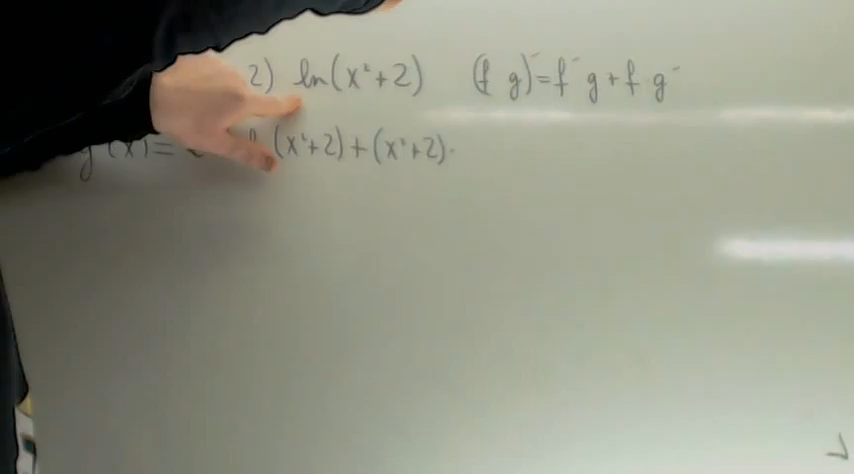 2) ln(x²+2) (f g)' = f' g + f g'
g'(x) = (x²+2) + (x²+2)·